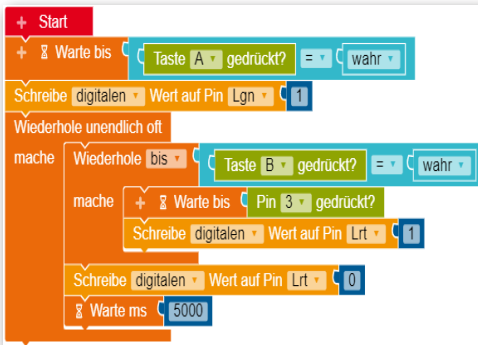 + Start
+ Warte bis Taste A gedrückt? = wahr
Schreibe digitalen Wert auf Pin Lgn 1
Wiederhole unendlich oft
mache Wiederhole bis Taste B gedrückt? = wahr
mache + Warte bis Pin 3 gedrückt?
Schreibe digitalen Wert auf Pin Lrt 1
Schreibe digitalen Wert auf Pin Lrt 0
Warte ms 5000